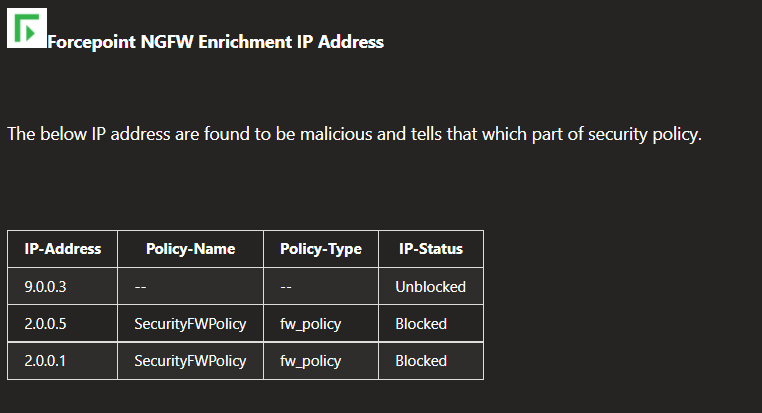 Forcepoint NGFW Enrichment IP Address
The below IP address are found to be malicious and tells that which part of security policy.
IP-Address Policy-Name Policy-Type IP-Status
9.0.0.3 -- -- Unblocked
2.0.0.5 SecurityFWPolicy fw_policy Blocked
2.0.0.1 SecurityFWPolicy fw_policy Blocked